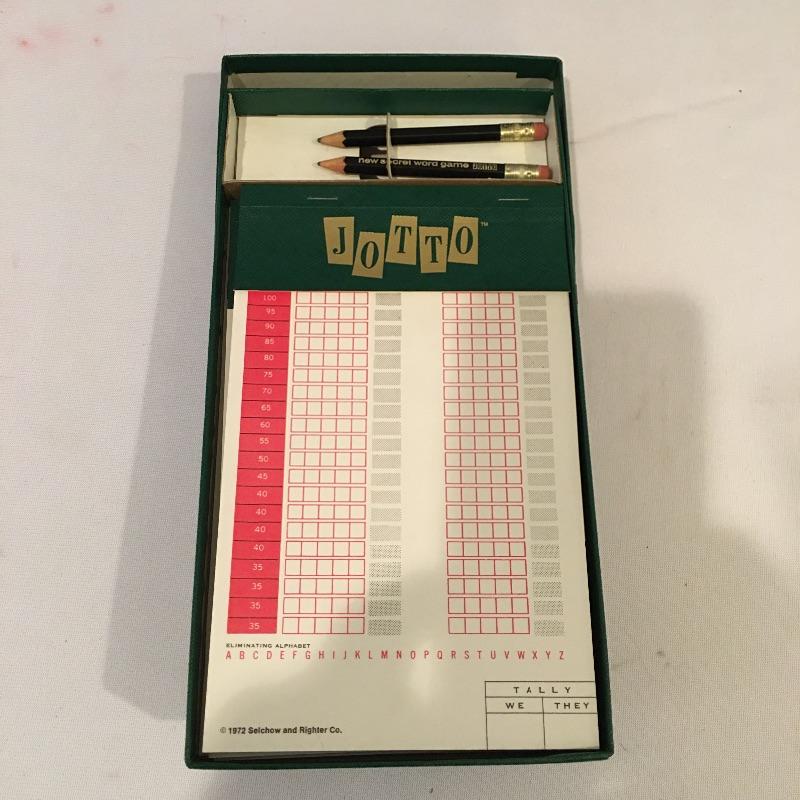 new secret word game JOTTO
JOTTO™
100
95
90
85
80
75
70
65
60
55
50
45
40
40
40
40
35
35
35
35
ELIMINATING ALPHABET
A B C D E F G H I J K L M N O P Q R S T U V W X Y Z
TALLY
WE THEY
© 1972 Selchow and Righter Co.